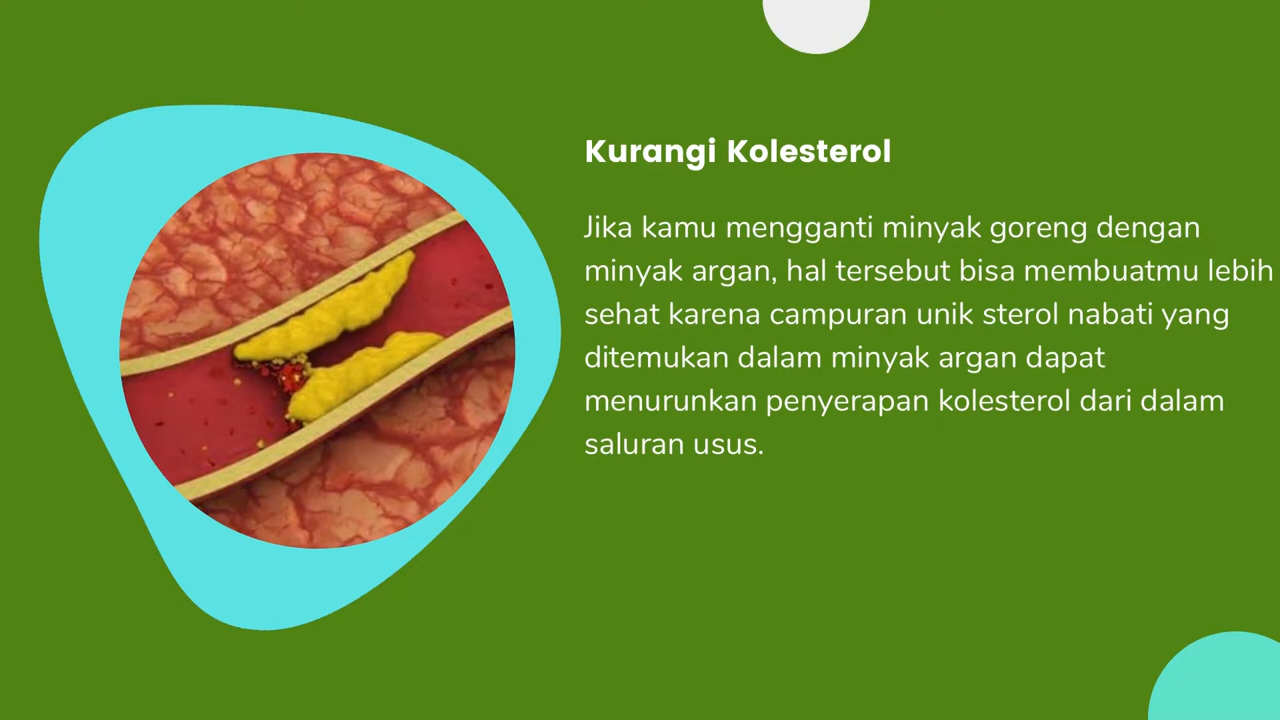 Kurangi Kolesterol
Jika kamu mengganti minyak goreng dengan
minyak argan, hal tersebut bisa membuatmu lebih
sehat karena campuran unik sterol nabati yang
ditemukan dalam minyak argan dapat
menurunkan penyerapan kolesterol dari dalam
saluran usus.